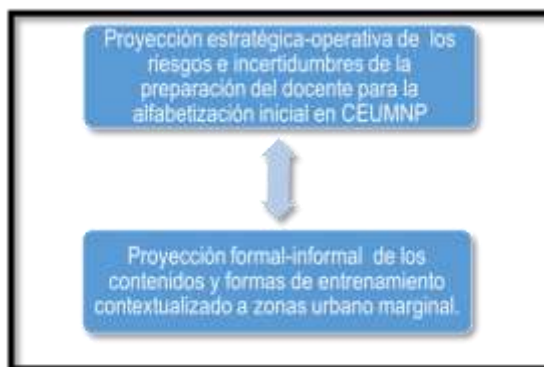 Proyección estratégica-operativa de los
riesgos e incertidumbres de la
preparación del docente para la
alfabetización inicial en CEUMNP
Proyección formal-informal de los
contenidos y formas de entrenamiento
contextualizado a zonas urbano marginal.